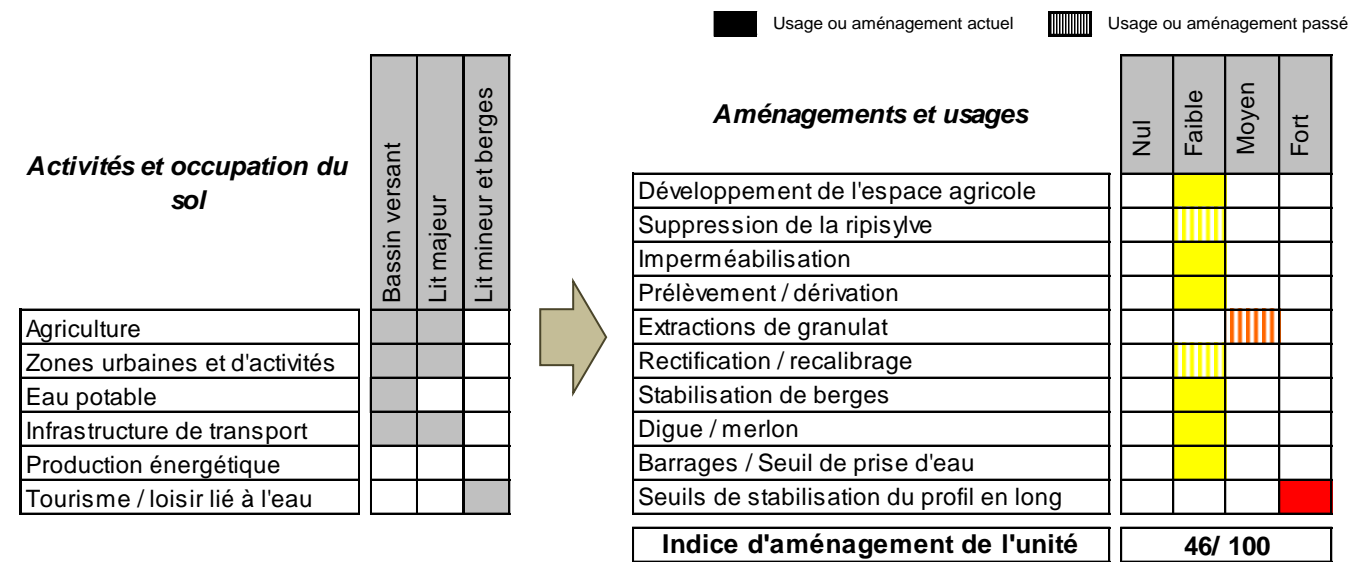 Usage ou aménagement actuel
Usage ou aménagement passé
Activités et occupation du
sol
Bassin versant
Lit majeur
Lit mineur et berges
Agriculture
Zones urbaines et d'activités
Eau potable
Infrastructure de transport
Production énergétique
Tourisme / loisir lié à l'eau
Aménagements et usages
Nul
Faible
Moyen
Fort
Développement de l'espace agricole
Suppression de la ripisylve
Imperméabilisation
Prélèvement / dérivation
Extractions de granulat
Rectification / recalibrage
Stabilisation de berges
Digue / merlon
Barrages / Seuil de prise d'eau
Seuils de stabilisation du profil en long
Indice d'aménagement de l'unité
46/ 100